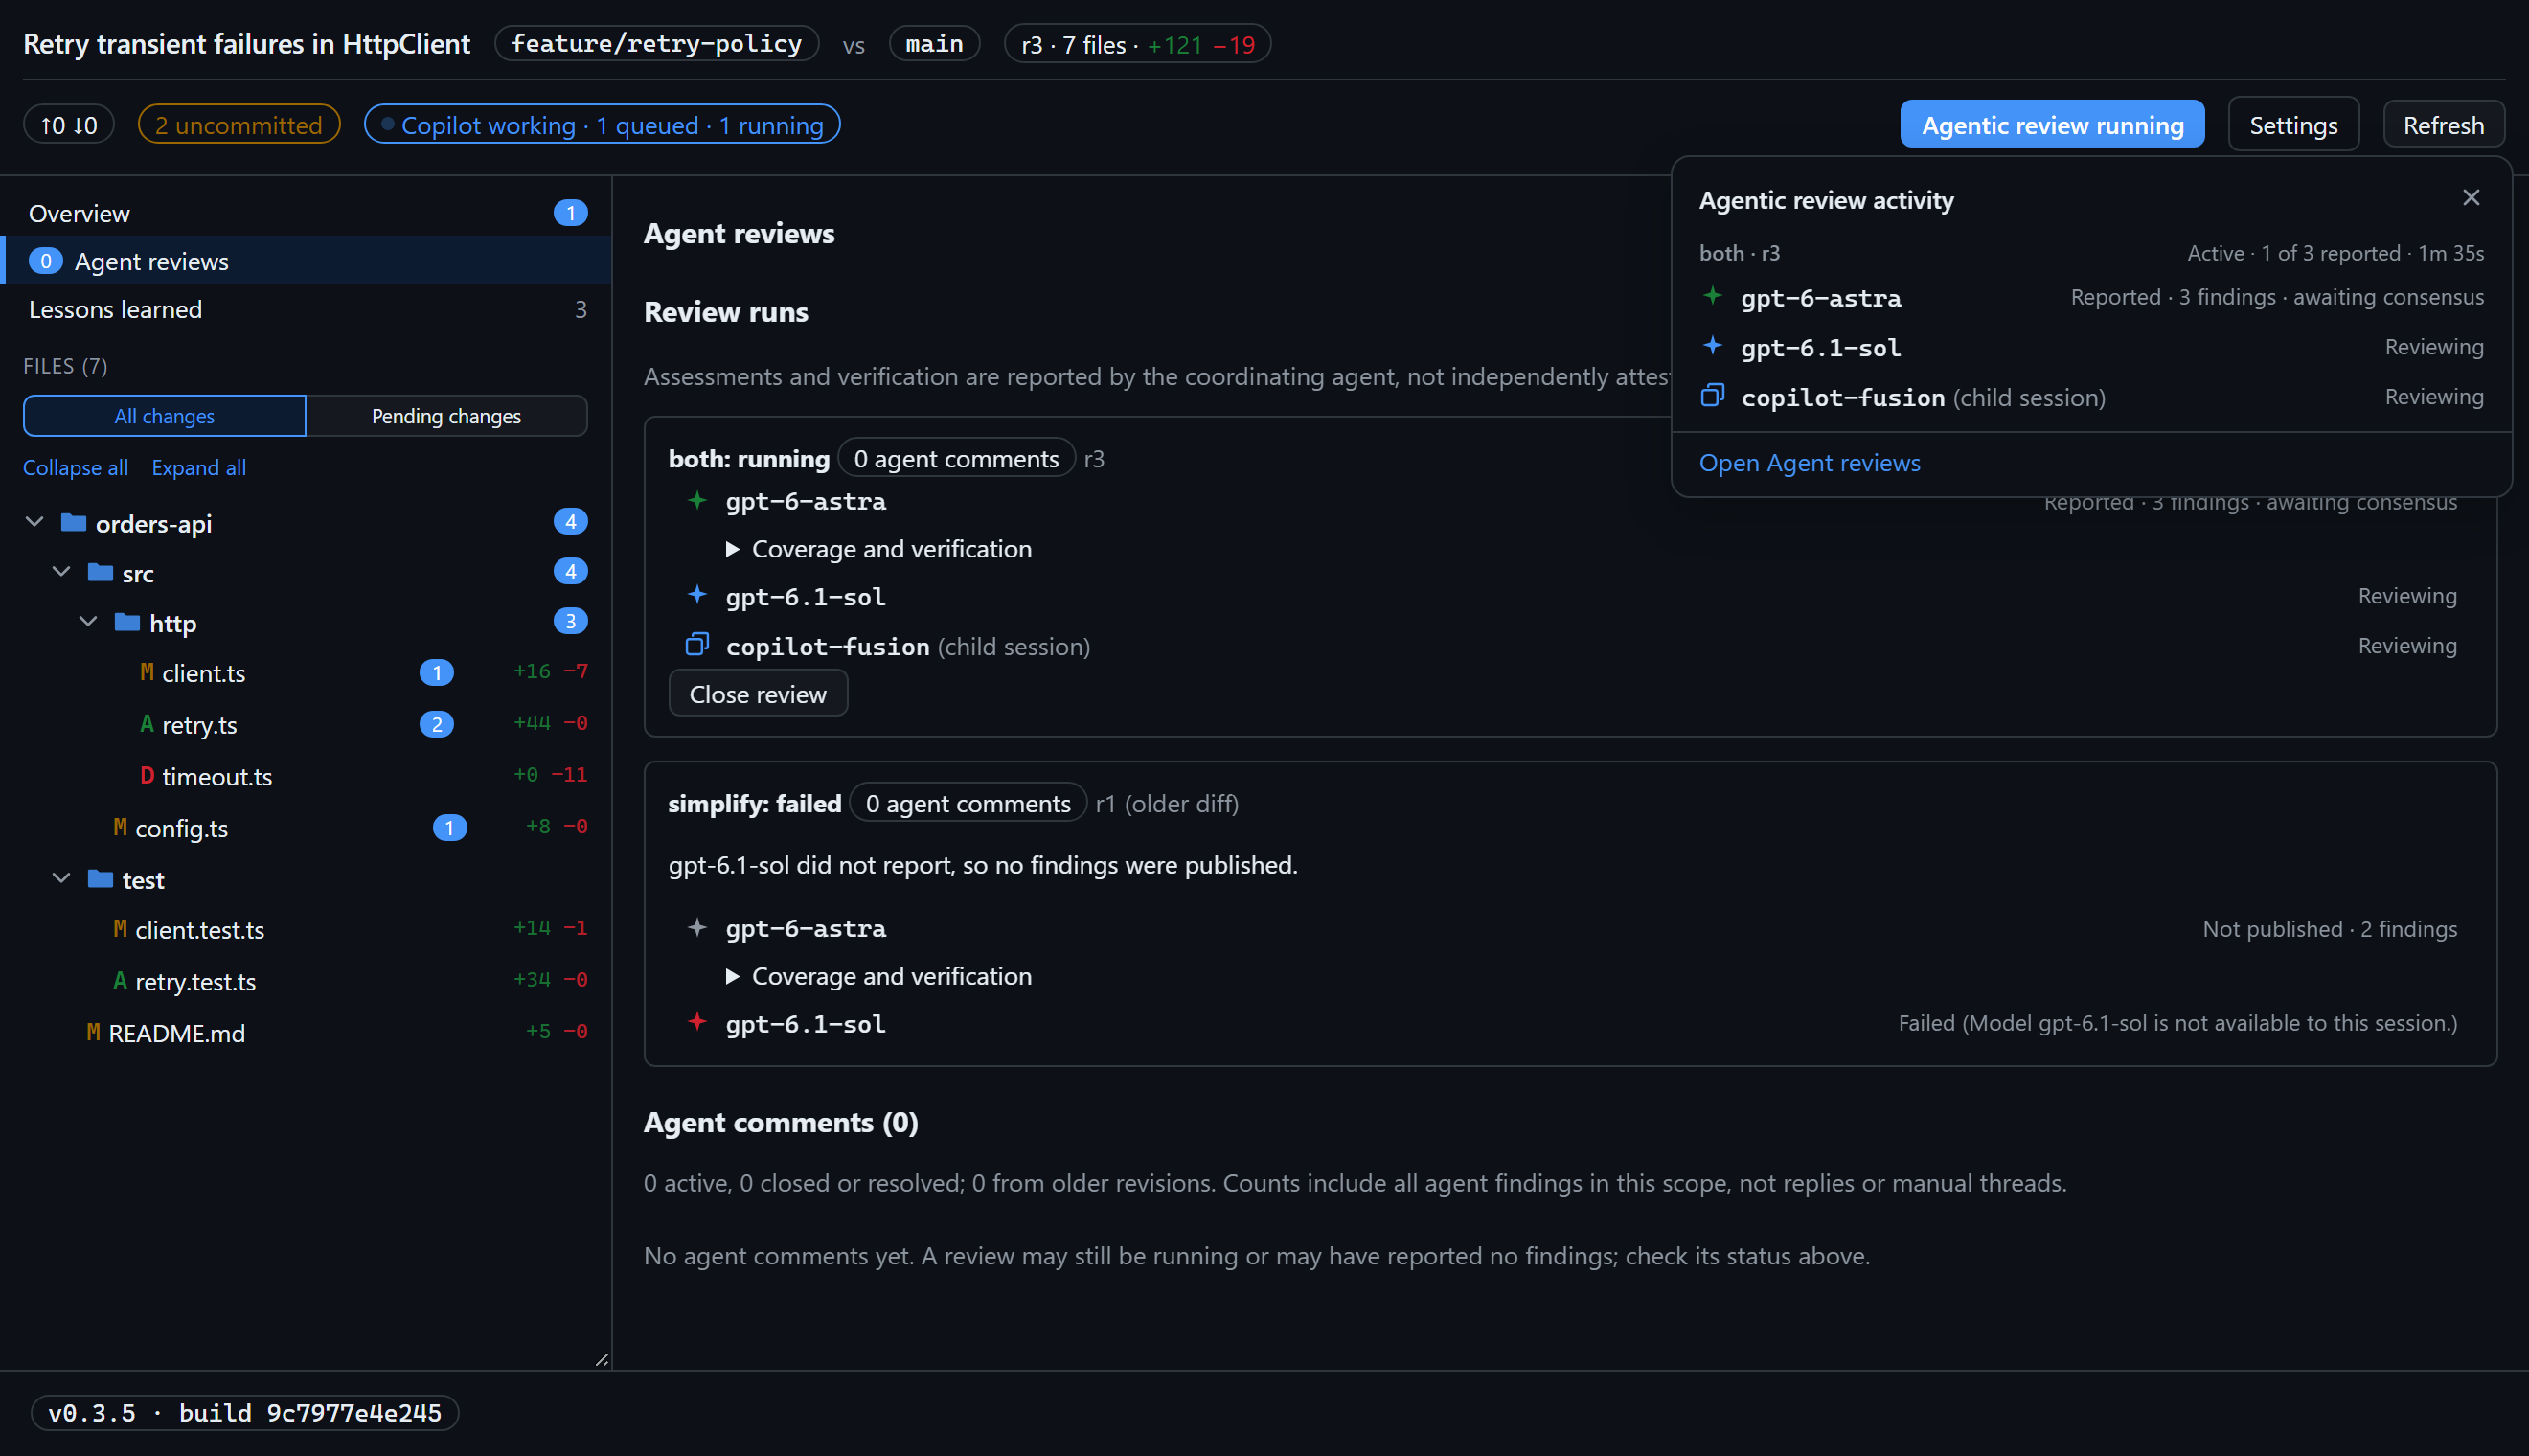 Retry transient failures in HttpClient feature/retry-policy vs main r3 · 7 files · +121 −19
↑0 ↓0 2 uncommitted Copilot working · 1 queued · 1 running Agentic review running Settings Refresh
Overview 1
0 Agent reviews
Lessons learned 3
FILES (7)
All changes Pending changes
Collapse all Expand all
orders-api 4
src 4
http 3
M client.ts 1 +16 −7
A retry.ts 2 +44 −0
D timeout.ts +0 −11
M config.ts 1 +8 −0
test
M client.test.ts +14 −1
A retry.test.ts +34 −0
M README.md +5 −0
Agent reviews
Review runs
Assessments and verification are reported by the coordinating agent, not independently
both: running 0 agent comments r3
gpt-6-astra Reported · 3 findings · awaiting consensus
Coverage and verification
gpt-6.1-sol Reviewing
copilot-fusion (child session) Reviewing
Close review
simplify: failed 0 agent comments r1 (older diff)
gpt-6.1-sol did not report, so no findings were published.
gpt-6-astra Not published · 2 findings
Coverage and verification
gpt-6.1-sol Failed (Model gpt-6.1-sol is not available to this session.)
Agent comments (0)
0 active, 0 closed or resolved; 0 from older revisions. Counts include all agent findings in this scope, not replies or manual threads.
No agent comments yet. A review may still be running or may have reported no findings; check its status above.
Agentic review activity
both · r3 Active · 1 of 3 reported · 1m 35s
gpt-6-astra Reported · 3 findings · awaiting consensus
gpt-6.1-sol Reviewing
copilot-fusion (child session) Reviewing
Open Agent reviews
v0.3.5 · build 9c7977e4e245